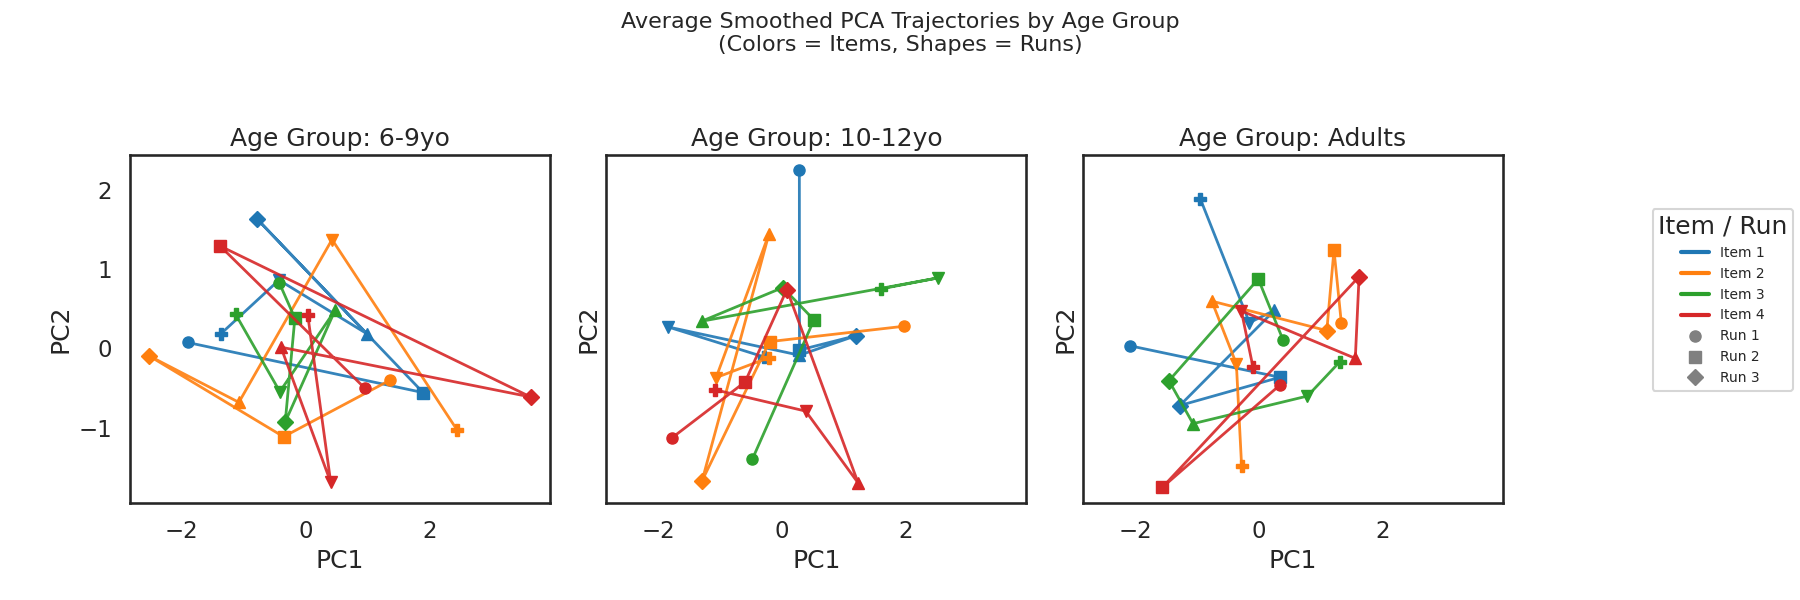 Average Smoothed PCA Trajectories by Age Group
(Colors = Items, Shapes = Runs)
Age Group: 6-9yo
Age Group: 10-12yo
Age Group: Adults
PC2
2
1
0
−1
−2
0
2
PC1
PC2
−2
0
2
PC1
PC2
−2
0
2
PC1
Item / Run
Item 1
Item 2
Item 3
Item 4
Run 1
Run 2
Run 3